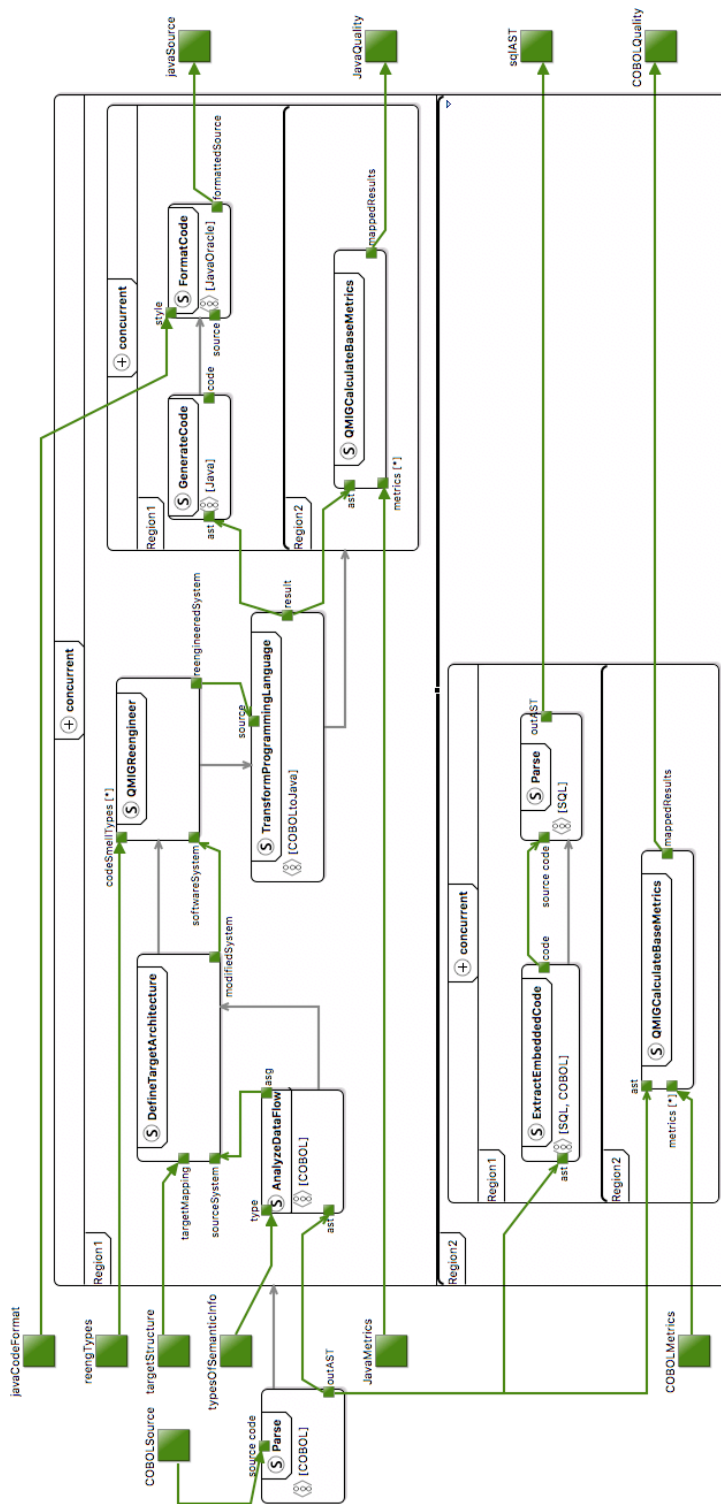 javaCodeFormat
reengTypes
targetStructure
typesOfSemanticInfo
JavaMetrics
COBOLMetrics
COBOLSource
source code
S Parse
[COBOL]
outAST
concurrent
Region1
targetMapping
sourceSystem
S DefineTargetArchitecture
modifiedSystem
type
ast
S AnalyzeDataFlow
[COBOL]
asg
codeSmellTypes [*]
softwareSystem
S QMIGReengineer
reengineeredSystem
source
S TransformProgrammingLanguage
[COBOLtoJava]
result
concurrent
Region1
ast
S GenerateCode
[Java]
code
style
source
S FormatCode
[JavaOracle]
formattedSource
Region2
ast
metrics [*]
S QMIGCalculateBaseMetrics
mappedResults
Region2
concurrent
Region1
ast
S ExtractEmbeddedCode
[SQL, COBOL]
code
source code
S Parse
[SQL]
outAST
Region2
ast
metrics [*]
S QMIGCalculateBaseMetrics
mappedResults
javaSource
JavaQuality
sqlAST
COBOLQuality